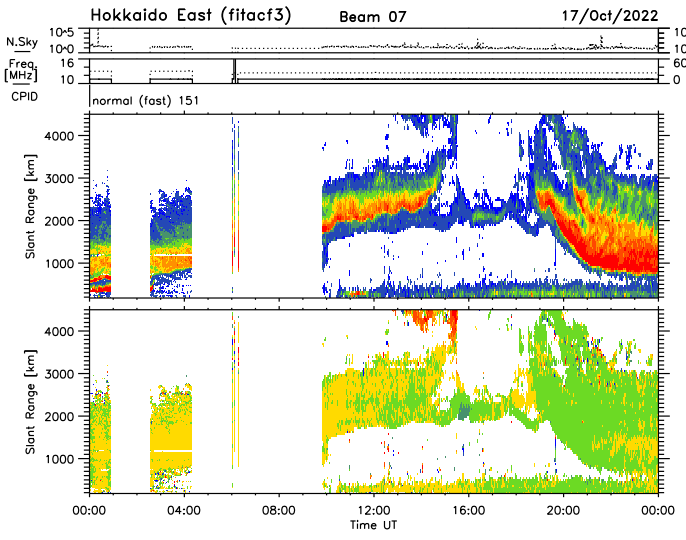 Hokkaido East (fitacf3) Beam 07 17/Oct/2022
N.Sky 10^5 10^0 10 10
Freq. [MHz] 16 10 60 0
CPID normal (fast) 151
Slant Range [km] 4000 3000 2000 1000
Slant Range [km] 4000 3000 2000 1000
00:00 04:00 08:00 12:00 16:00 20:00 00:00
Time UT